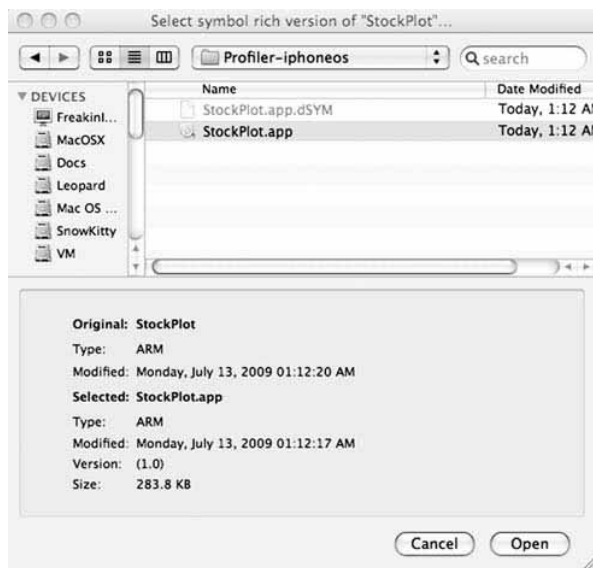 Select symbol rich version of "StockPlot"...
Profiler-iphoneos
search
Name Date Modified
DEVICES
FreakinI...
MacOSX
Docs
Leopard
Mac OS ...
SnowKitty
VM
StockPlot.app.dSYM Today, 1:12 A
StockPlot.app Today, 1:12 A
Original: StockPlot
Type: ARM
Modified: Monday, July 13, 2009 01:12:20 AM
Selected: StockPlot.app
Type: ARM
Modified: Monday, July 13, 2009 01:12:17 AM
Version: (1.0)
Size: 283.8 KB
Cancel Open